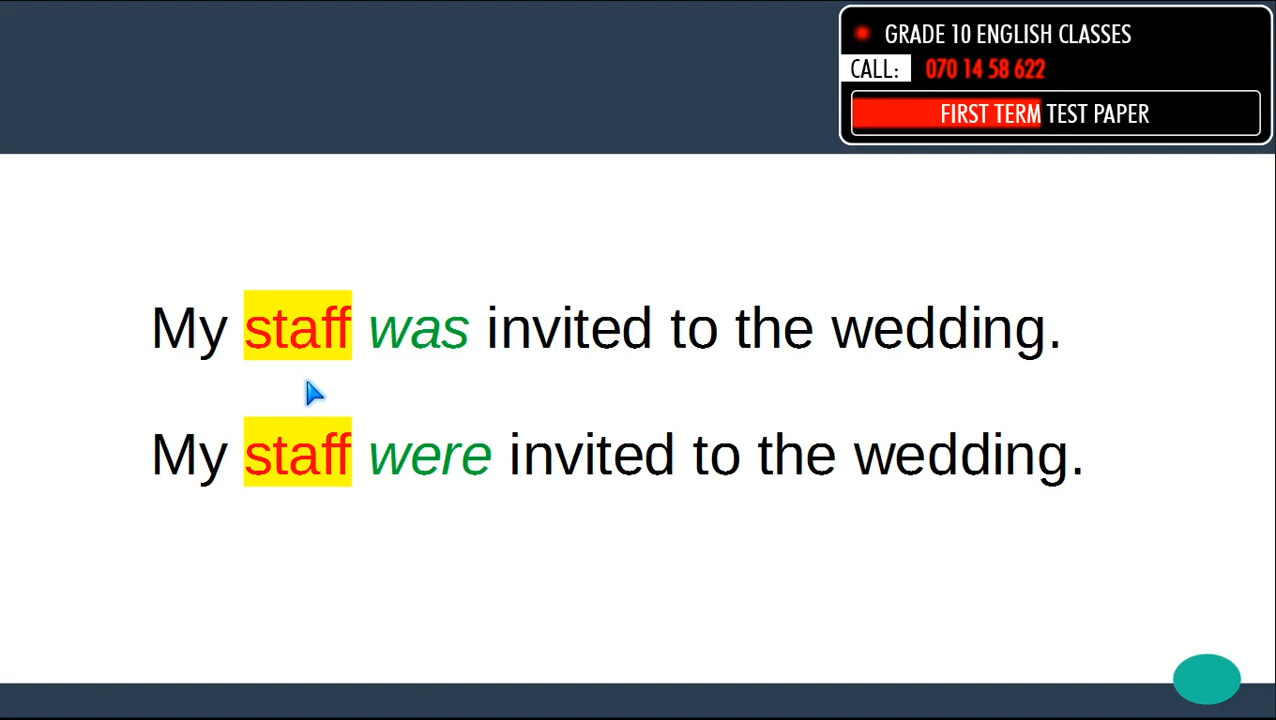 GRADE 10 ENGLISH CLASSES
CALL: 070 14 58 622
FIRST TERM TEST PAPER
My staff was invited to the wedding.
My staff were invited to the wedding.